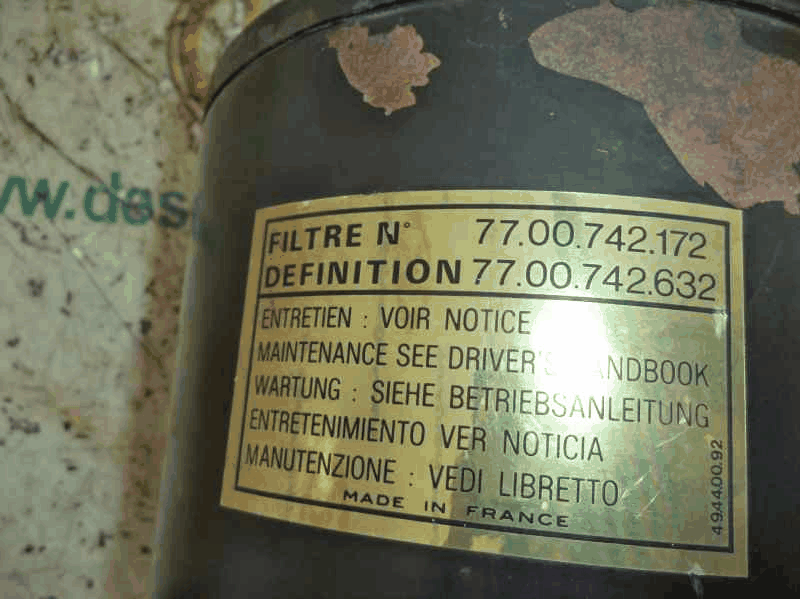 FILTRE N° 77.00.742.172
DEFINITION 77.00.742.632
ENTRETIEN : VOIR NOTICE
MAINTENANCE SEE DRIVER'S HANDBOOK
WARTUNG : SIEHE BETRIEBSANLEITUNG
ENTRETENIMIENTO VER NOTICIA
MANUTENZIONE : VEDI LIBRETTO
MADE IN FRANCE
4944.00.92